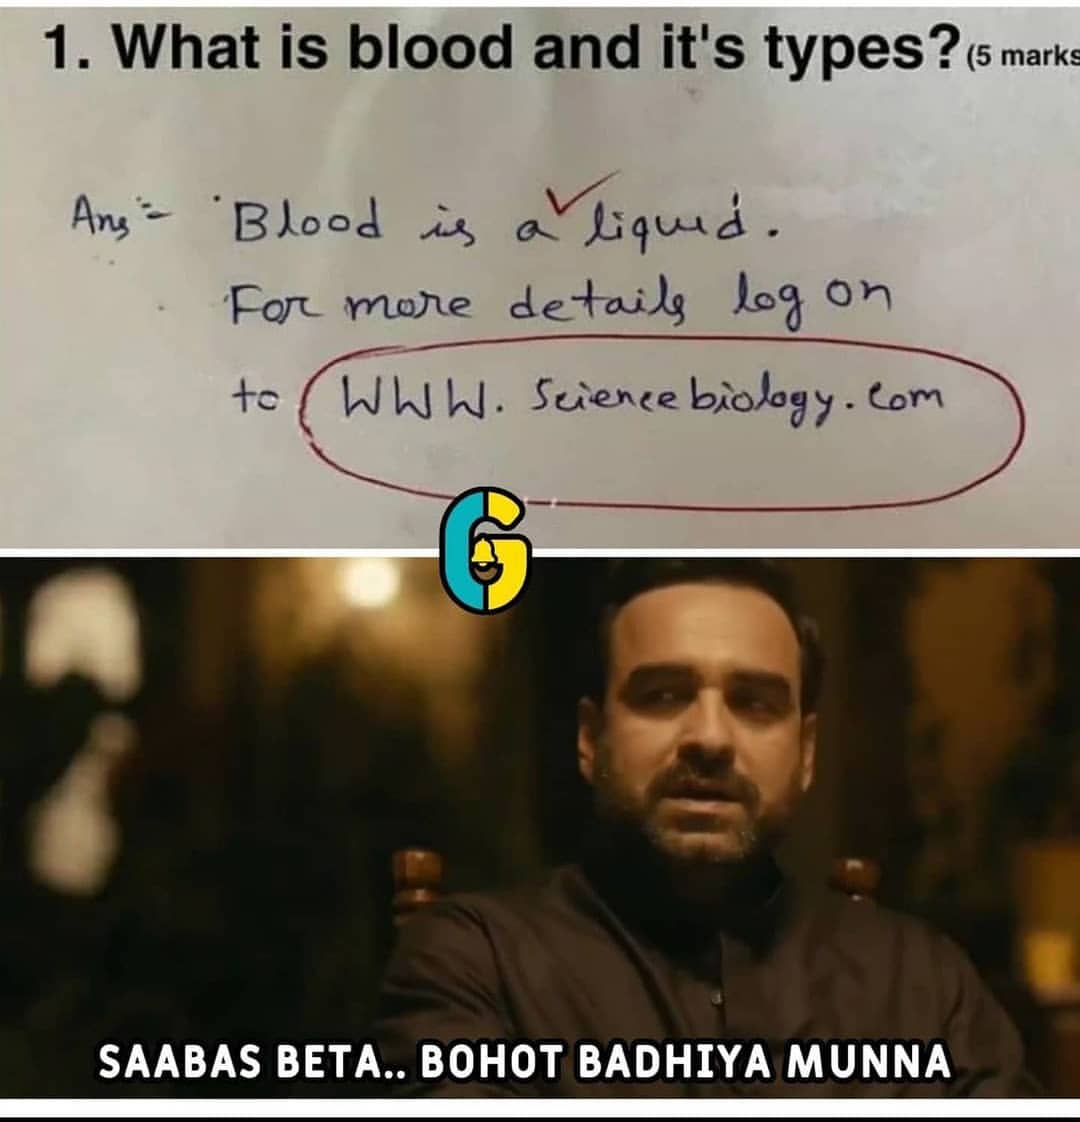 1. What is blood and it's types? (5 marks
Ans :- Blood is a liquid.
For more details log on
to WWW. Sciencebiology.com
G
SAABAS BETA.. BOHOT BADHIYA MUNNA